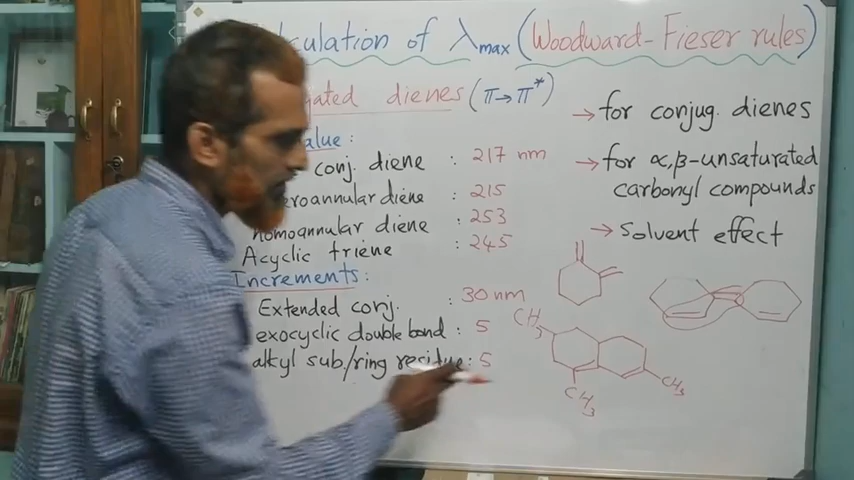 culation of λmax (Woodward-Fieser rules)
gated dienes (π→π*)
→ for conjug. dienes
alue :
conj. diene : 217 nm
→ for α,β-unsaturated
carbonyl compounds
eroannular diene : 215
homoannular diene : 253
→ Solvent effect
Acyclic triene : 245
Increments :
Extended conj. : 30 nm
CH3
exocyclic double bond : 5
alkyl sub/ring residue : 5
CH3
CH3